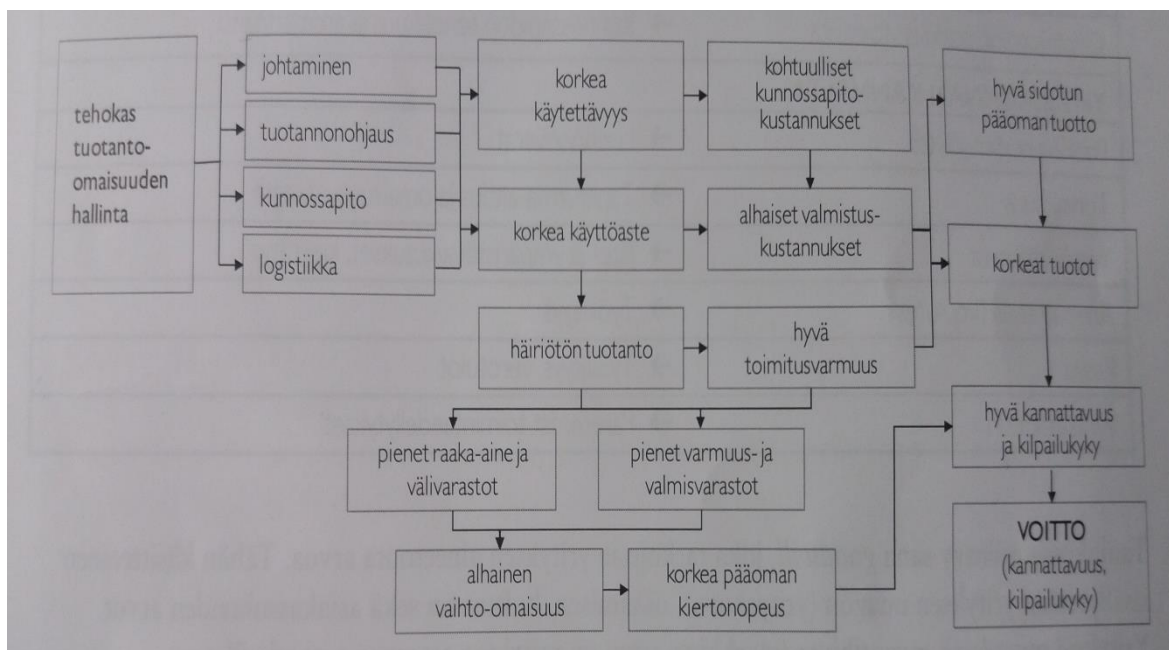 tehokas
tuotanto-
omaisuuden
hallinta
johtaminen
tuotannonohjaus
kunnossapito
logistiikka
korkea
käytettävyys
kohtuulliset
kunnossapito-
kustannukset
hyvä sidotun
pääoman tuotto
korkea käyttöaste
alhaiset valmistus-
kustannukset
korkeat tuotot
häiriötön tuotanto
hyvä
toimitusvarmuus
hyvä kannattavuus
ja kilpailukyky
pienet raaka-aine ja
välivarastot
pienet varmuus- ja
valmisvarastot
VOITTO
(kannattavuus,
kilpailukyky)
alhainen
vaihto-omaisuus
korkea pääoman
kiertonopeus